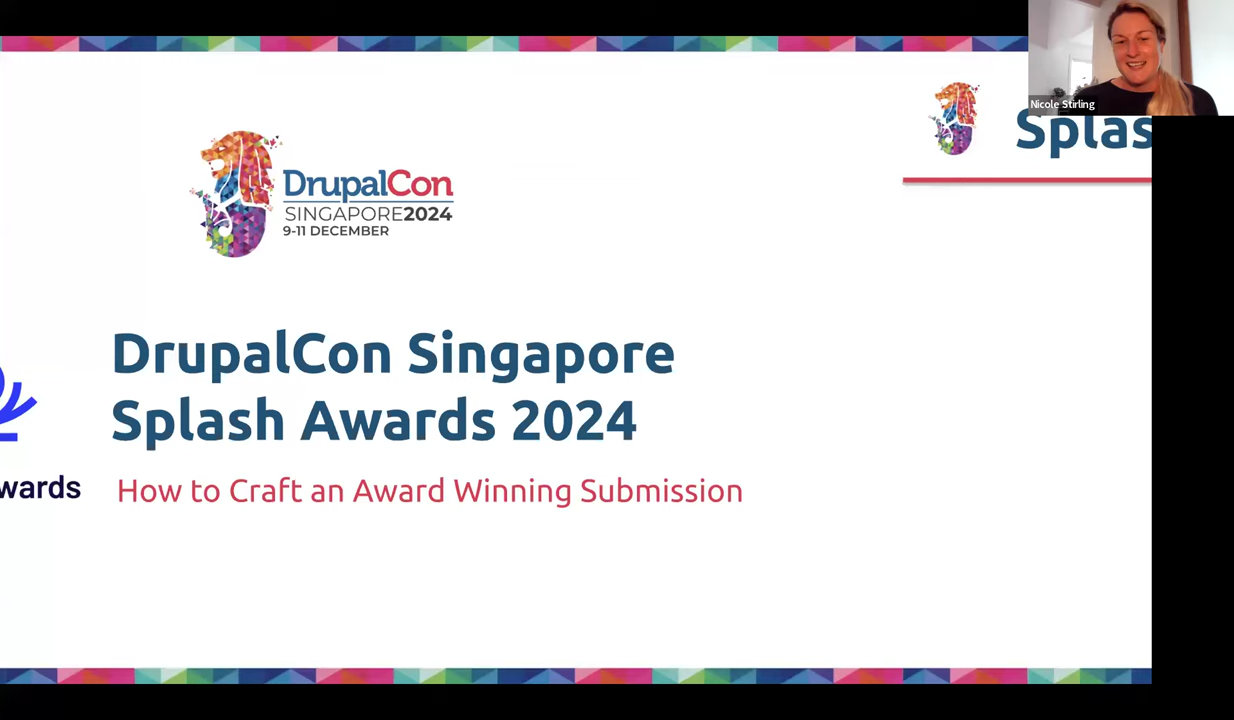 Nicole Stirling
Splas
DrupalCon
SINGAPORE2024
9-11 DECEMBER
DrupalCon Singapore
Splash Awards 2024
wards
How to Craft an Award Winning Submission